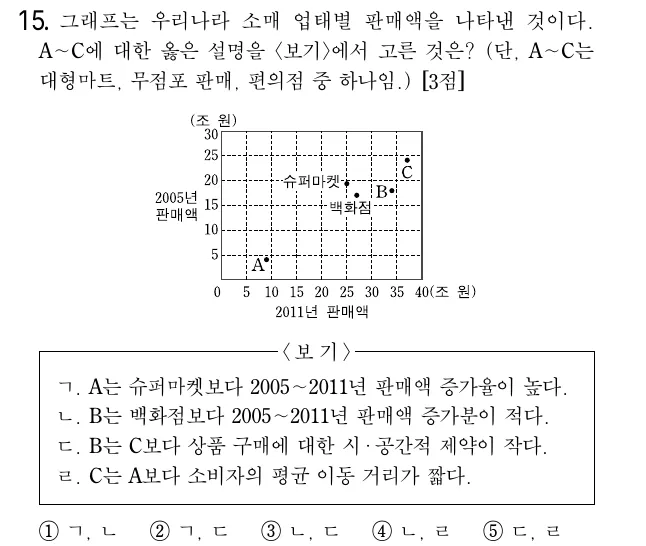 15. 그래프는 우리나라 소매 업태별 판매액을 나타낸 것이다.
A~C에 대한 옳은 설명을 〈보기〉에서 고른 것은? (단, A~C는
대형마트, 무점포 판매, 편의점 중 하나임.) [3점]
(조 원)
30
25
20
15
10
5
2005년
판매액
슈퍼마켓
백화점
A
B
C
0 5 10 15 20 25 30 35 40(조 원)
2011년 판매액
〈보 기〉
ㄱ. A는 슈퍼마켓보다 2005~2011년 판매액 증가율이 높다.
ㄴ. B는 백화점보다 2005~2011년 판매액 증가분이 적다.
ㄷ. B는 C보다 상품 구매에 대한 시·공간적 제약이 작다.
ㄹ. C는 A보다 소비자의 평균 이동 거리가 짧다.
① ㄱ, ㄴ ② ㄱ, ㄷ ③ ㄴ, ㄷ ④ ㄴ, ㄹ ⑤ ㄷ, ㄹ